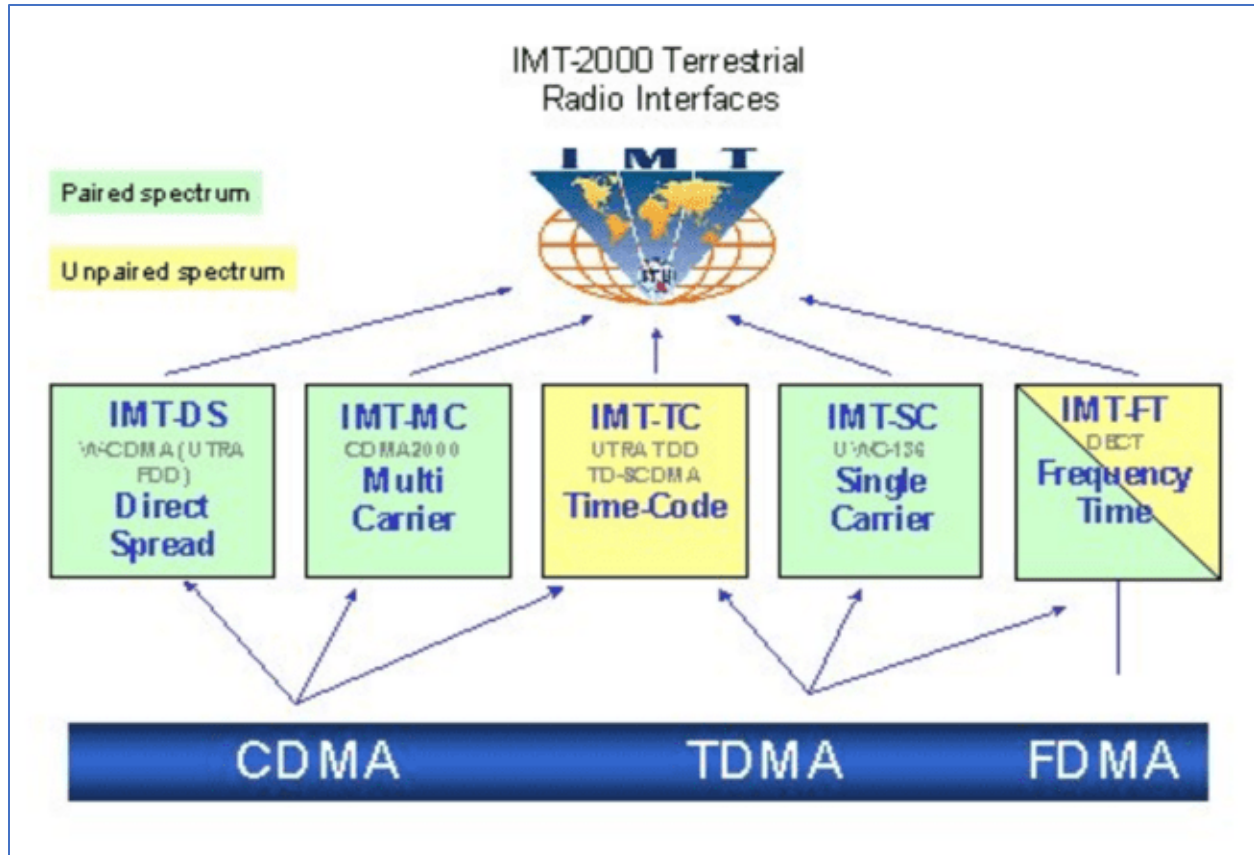 IMT-2000 Terrestrial
Radio Interfaces
I M T
Paired spectrum
Unpaired spectrum
IMT-DS
W-CDMA (UTRA
FDD)
Direct
Spread
IMT-MC
CDMA2000
Multi
Carrier
IMT-TC
UTRA TDD
TD-SCDMA
Time-Code
IMT-SC
UWC-136
Single
Carrier
IMT-FT
DECT
Frequency
Time
CDMA
TDMA
FDMA